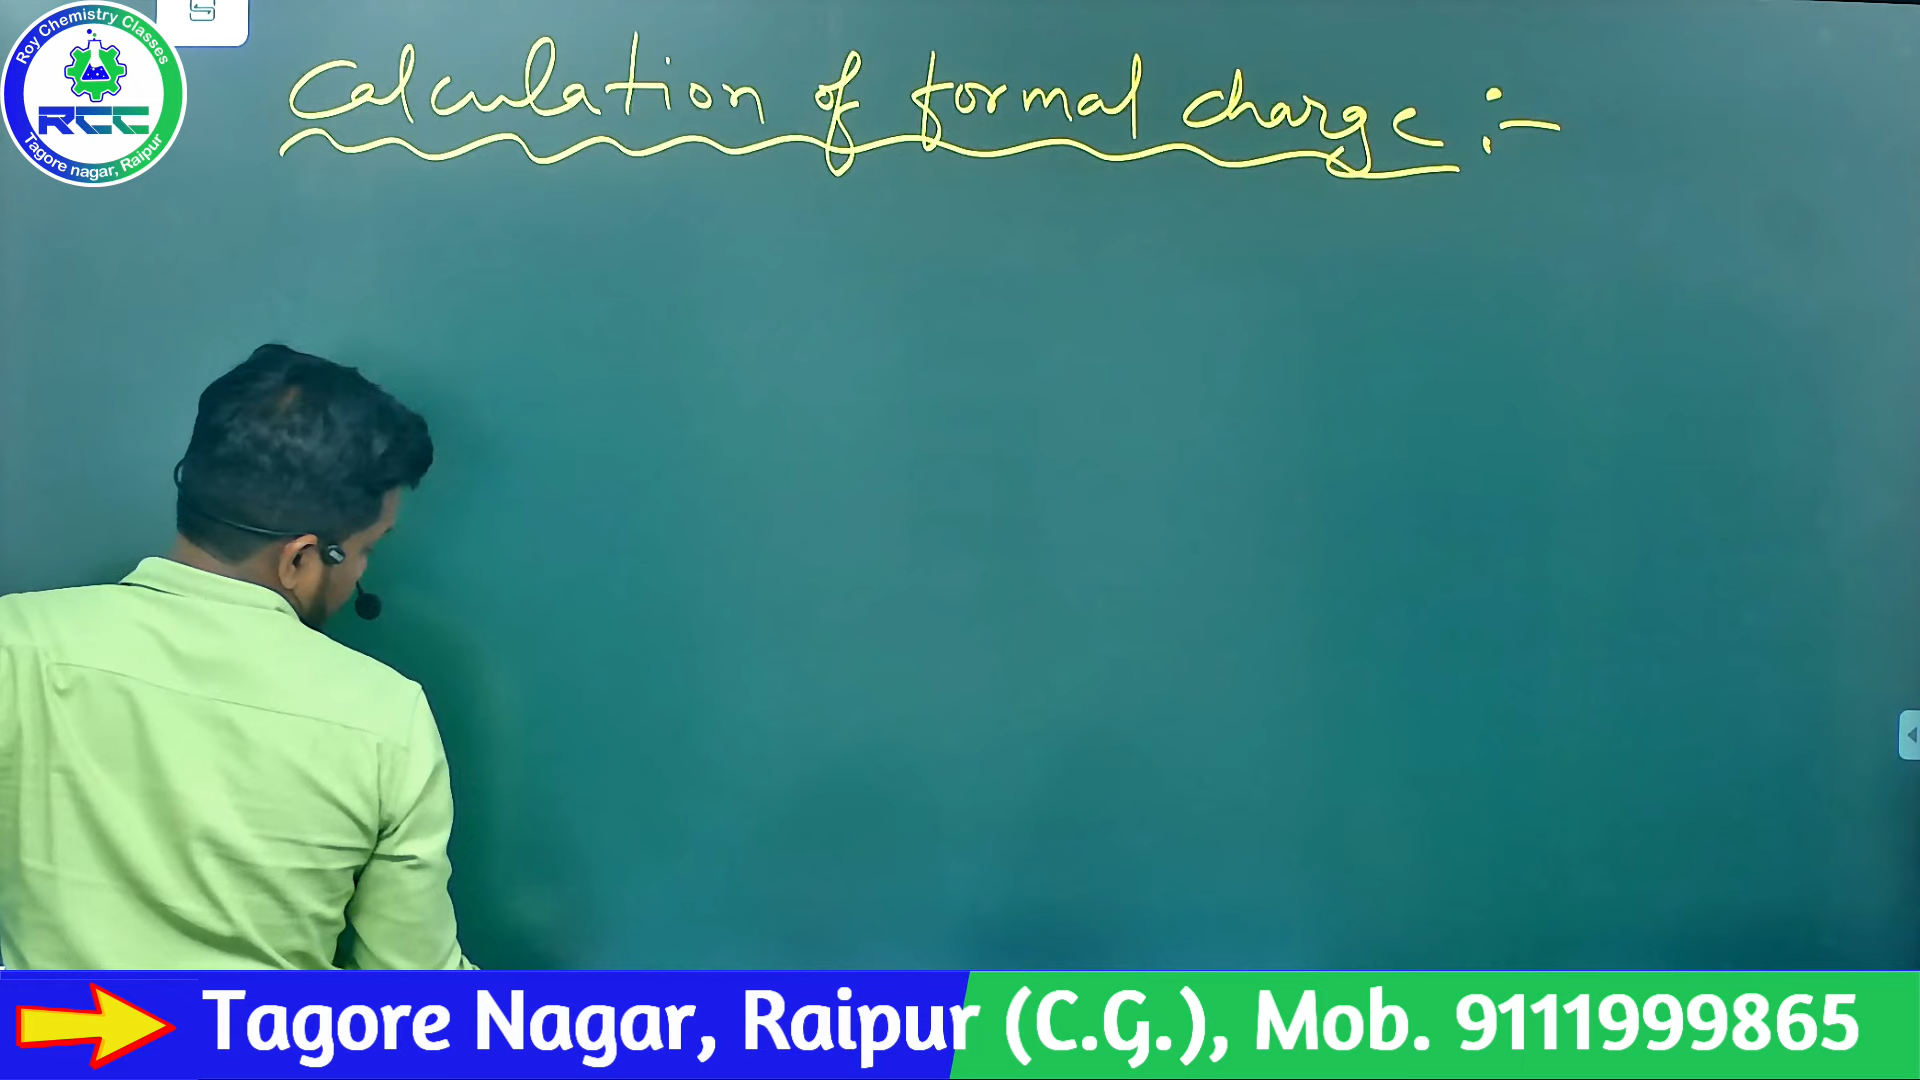 Roy Chemistry Classes
RCC
Tagore nagar, Raipur
Calculation of formal charge :-
Tagore Nagar, Raipur (C.G.), Mob. 9111999865